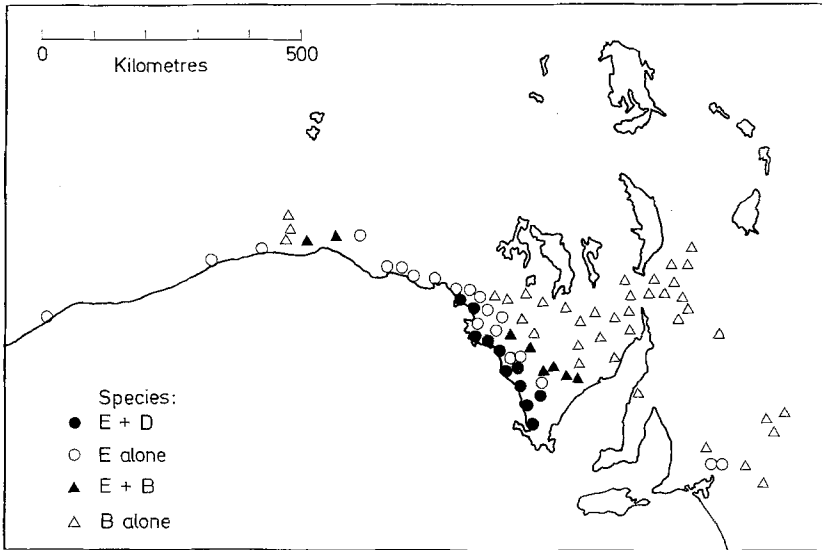 0 500
Kilometres
Species:
E + D
E alone
E + B
B alone